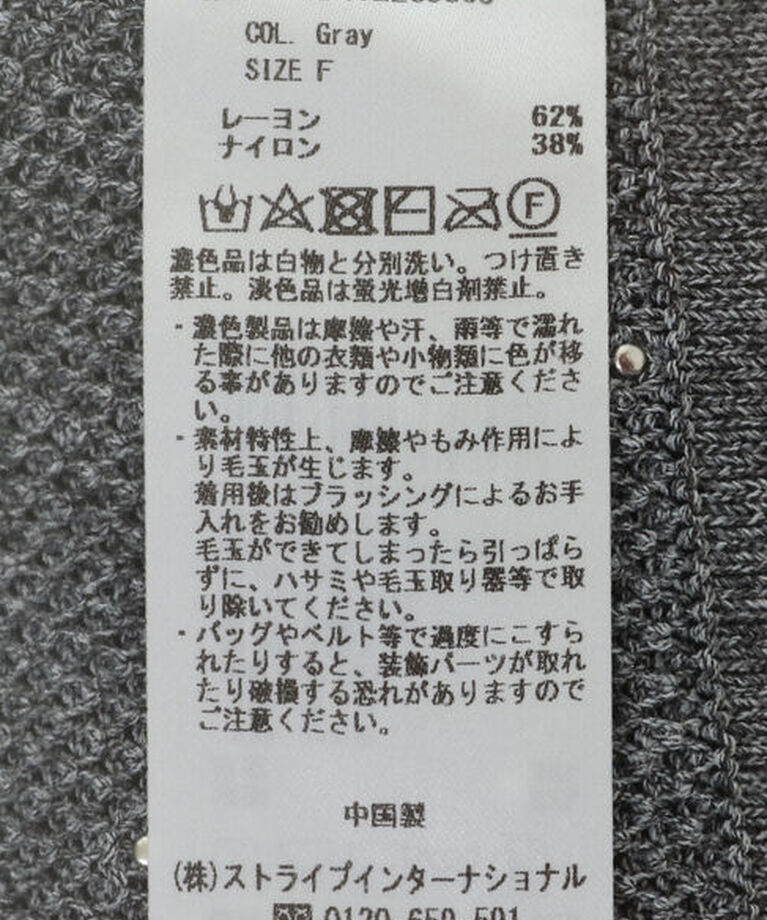 COL. Gray
SIZE F
レーヨン 62%
ナイロン 38%
F
濃色品は白物と分別洗い。つけ置き
禁止。淡色品は蛍光増白剤禁止。
・濃色製品は摩擦や汗、雨等で濡れ
た際に他の衣類や小物類に色が移
る事がありますのでご注意くださ
い。
・素材特性上、摩擦やもみ作用によ
り毛玉が生じます。
着用後はブラッシングによるお手
入れをお勧めします。
毛玉ができてしまったら引っぱら
ずに、ハサミや毛玉取り器等で取
り除いてください。
・バッグやベルト等で過度にこすら
れたりすると、装飾パーツが取れ
たり破損する恐れがありますので
ご注意ください。
中国製
(株)ストライプインターナショナル
0120 650 501